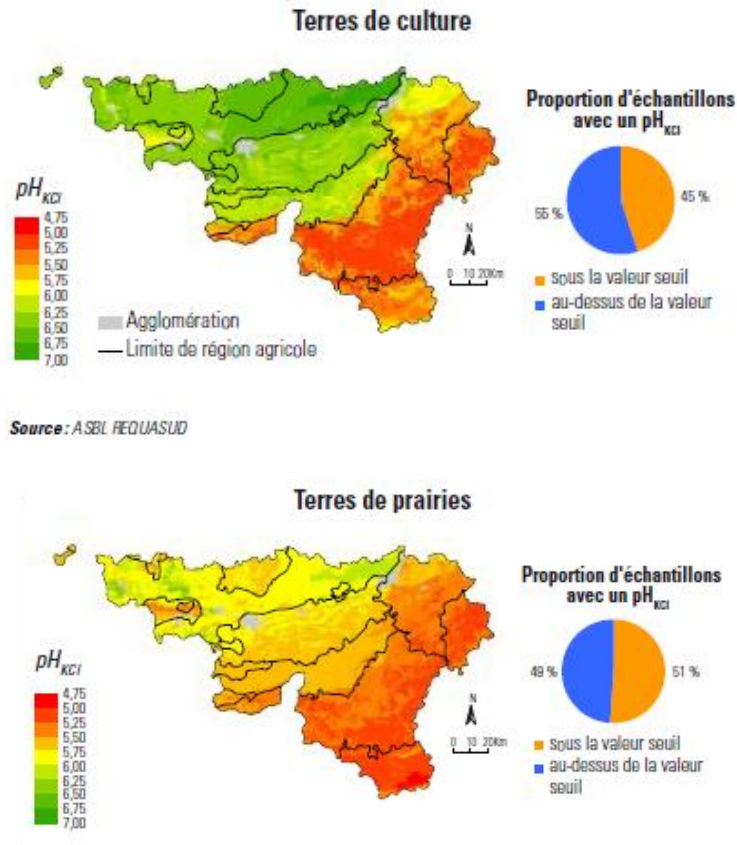 Terres de culture
Proportion d'échantillons
avec un pH_KCl
pH_KCl
4,75
5,00
5,25
5,50
5,75
6,00
6,25
6,50
6,75
7,00
Agglomération
Limite de région agricole
N
0 10 20Km
55 %
45 %
sous la valeur seuil
au-dessus de la valeur
seuil
Source : ASBL REQUASUD
Terres de prairies
Proportion d'échantillons
avec un pH_KCl
pH_KCl
4,75
5,00
5,25
5,50
5,75
6,00
6,25
6,50
6,75
7,00
N
0 10 20Km
49 %
51 %
sous la valeur seuil
au-dessus de la valeur
seuil